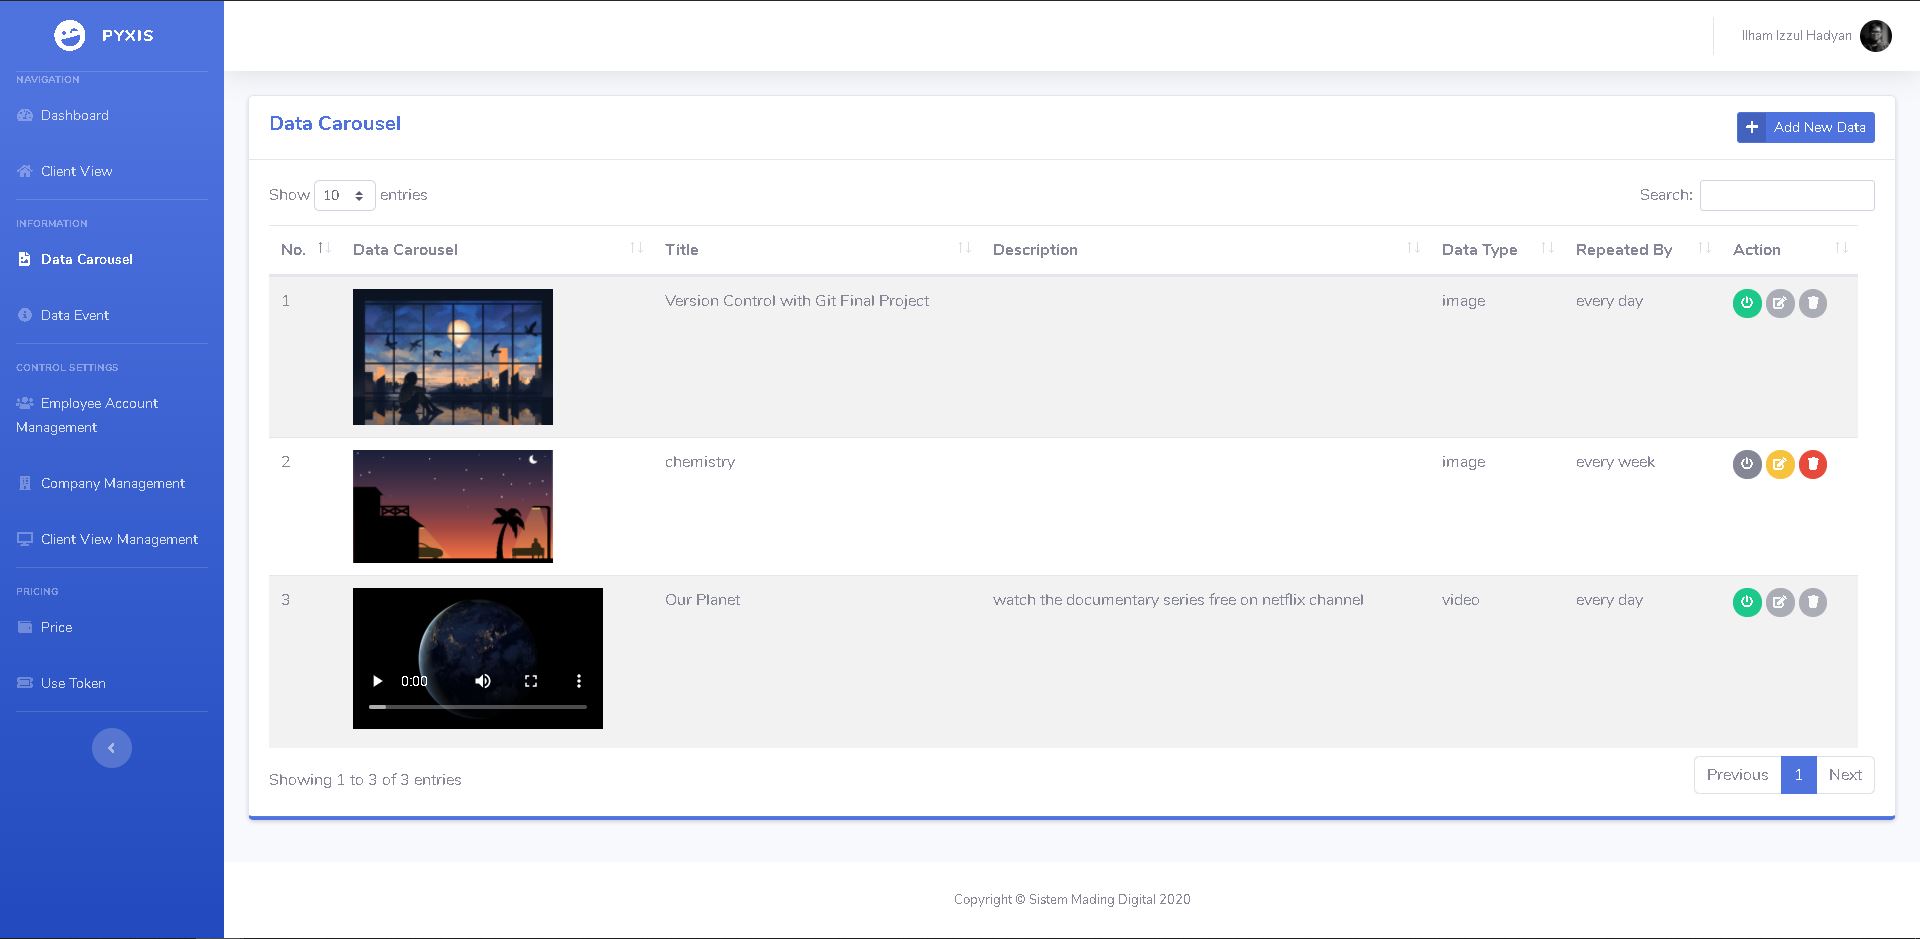 PYXIS
Ilham Izzul Hadyan
NAVIGATION
Dashboard
Client View
INFORMATION
Data Carousel
Data Event
CONTROL SETTINGS
Employee Account
Management
Company Management
Client View Management
PRICING
Price
Use Token
Data Carousel
Add New Data
Show 10 entries
Search:
No. Data Carousel Title Description Data Type Repeated By Action
1 Version Control with Git Final Project image every day
2 chemistry image every week
3 Our Planet watch the documentary series free on netflix channel video every day
0:00
Showing 1 to 3 of 3 entries
Previous 1 Next
Copyright © Sistem Mading Digital 2020